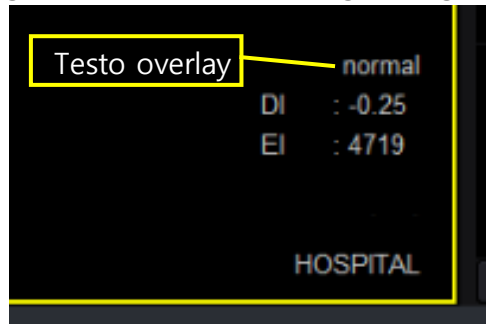 Testo overlay
normal
DI : -0.25
EI : 4719
HOSPITAL